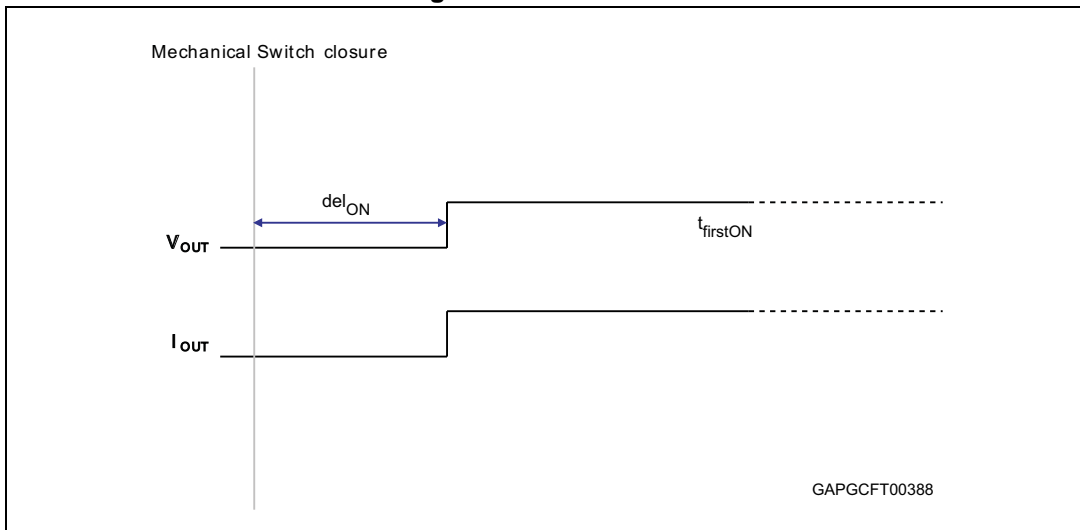 Mechanical Switch closure
delON
tfirstON
VOUT
IOUT
GAPGCFT00388